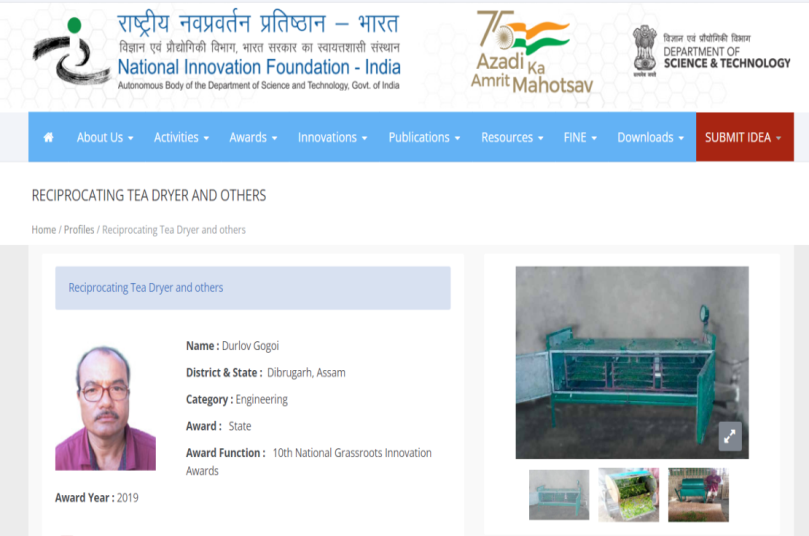 राष्ट्रीय नवप्रवर्तन प्रतिष्ठान – भारत
विज्ञान एवं प्रौद्योगिकी विभाग, भारत सरकार का स्वायत्तशासी संस्थान
National Innovation Foundation - India
Autonomous Body of the Department of Science and Technology, Govt. of India
75
Azadi Ka
Amrit Mahotsav
विज्ञान एवं प्रौद्योगिकी विभाग
DEPARTMENT OF
SCIENCE & TECHNOLOGY
सत्यमेव जयते
About Us Activities Awards Innovations Publications Resources FINE Downloads SUBMIT IDEA
RECIPROCATING TEA DRYER AND OTHERS
Home / Profiles / Reciprocating Tea Dryer and others
Reciprocating Tea Dryer and others
Name : Durlov Gogoi
District & State : Dibrugarh, Assam
Category : Engineering
Award : State
Award Function : 10th National Grassroots Innovation
Awards
Award Year : 2019